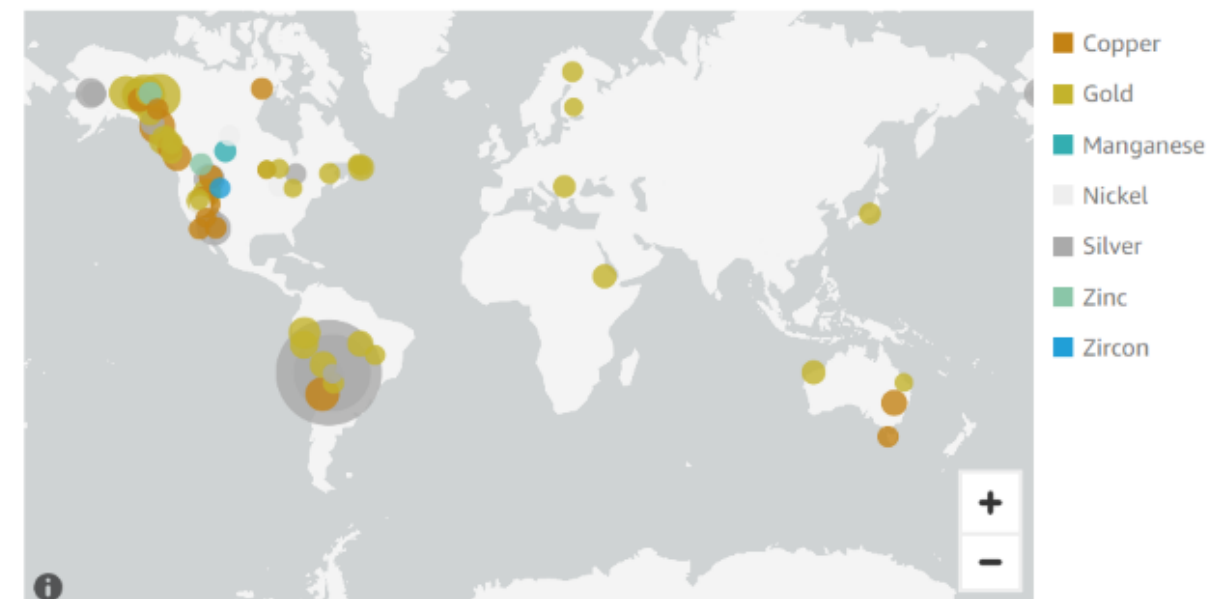 Copper
Gold
Manganese
Nickel
Silver
Zinc
Zircon
+
−
i